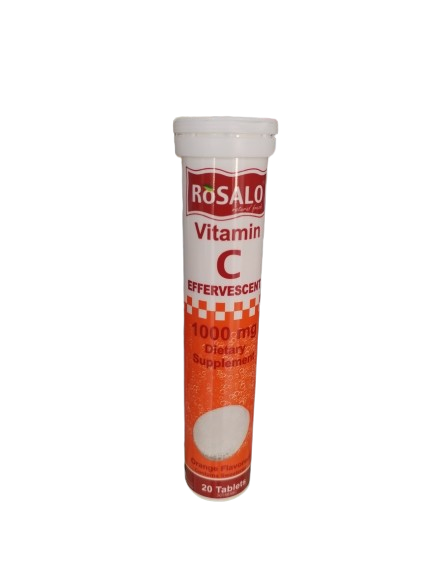 RoSALO
Vitamin
C
EFFERVESCENT
1000 mg
Dietary
Supplement
Orange Flavour
20 Tablets